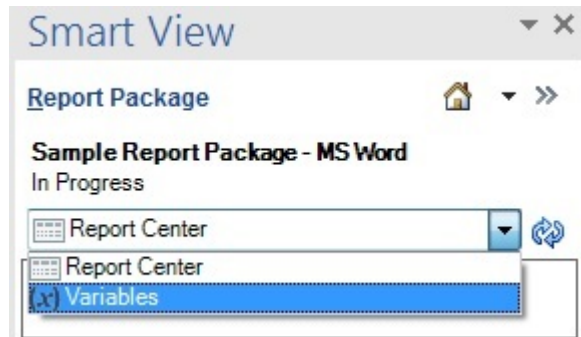 Smart View
Report Package
Sample Report Package - MS Word
In Progress
Report Center
Report Center
(x) Variables